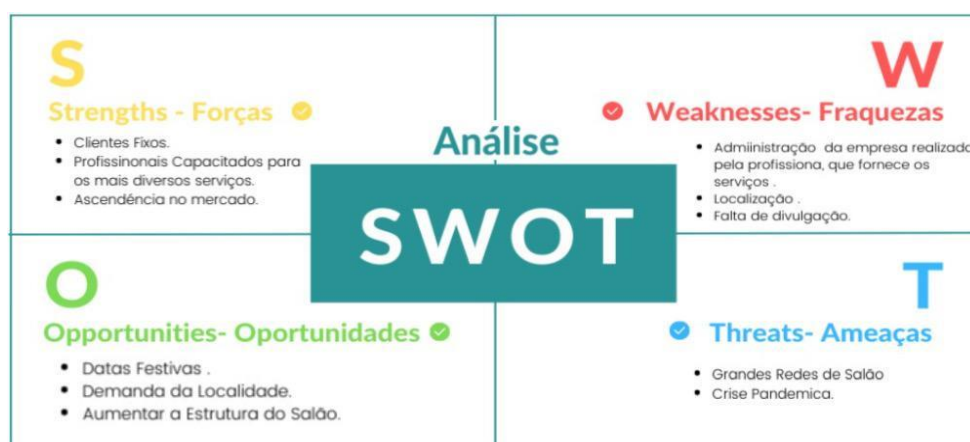 S
Strengths - Forças
• Clientes Fixos.
• Profissinonais Capacitados para
os mais diversos serviços.
• Ascendência no mercado.
W
Weaknesses- Fraquezas
• Admiinistração da empresa realizada
pela profissiona, que fornece os
serviços .
• Localização .
• Falta de divulgação.
Análise
SWOT
O
Opportunities- Oportunidades
• Datas Festivas .
• Demanda da Localidade.
• Aumentar a Estrutura do Salão.
T
Threats- Ameaças
• Grandes Redes de Salão
• Crise Pandemica.